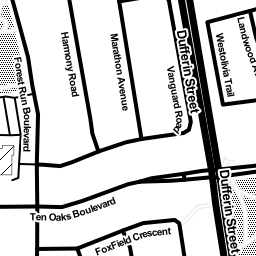 Forest Run Boulevard
Harmony Road
Marathon Avenue
Vanguard Road
Dufferin Street
Westolivia Trail
Landwood A
Dufferin Street
Ten Oaks Boulevard
FoxField Crescent